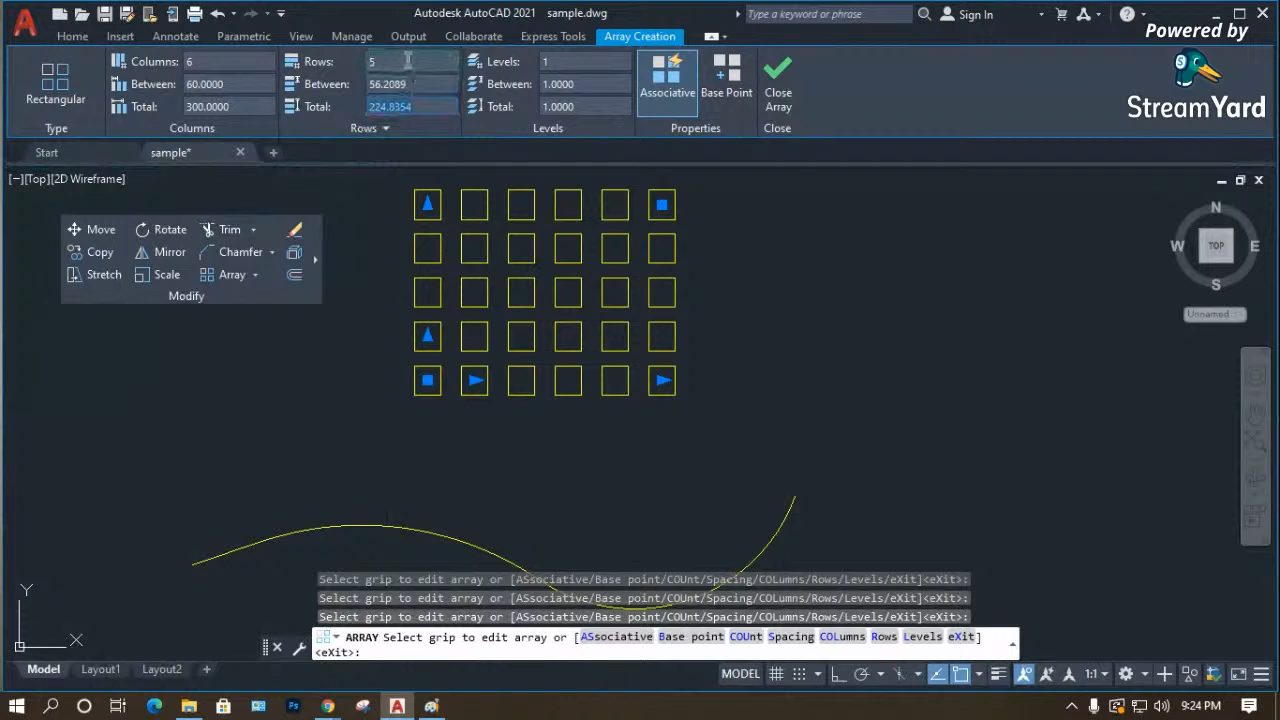 Autodesk AutoCAD 2021 sample.dwg
Type a keyword or phrase
Sign In
Powered by
StreamYard
Home Insert Annotate Parametric View Manage Output Collaborate Express Tools Array Creation
Columns: 6 Rows: 5 Levels: 1
Between: 60.0000 Between: 56.2089 Between: 1.0000
Total: 300.0000 Total: 224.8354 Total: 1.0000
Rectangular Associative Base Point Close Array
Type Columns Rows Levels Properties Close
Start sample*
[−][Top][2D Wireframe]
Move Rotate Trim
Copy Mirror Chamfer
Stretch Scale Array
Modify
N
W TOP E
S
Unnamed
Select grip to edit array or [ASsociative/Base point/COUnt/Spacing/COLumns/Rows/Levels/eXit]<eXit>:
Select grip to edit array or [ASsociative/Base point/COUnt/Spacing/COLumns/Rows/Levels/eXit]<eXit>:
Select grip to edit array or [ASsociative/Base point/COUnt/Spacing/COLumns/Rows/Levels/eXit]<eXit>:
ARRAY Select grip to edit array or [ASsociative Base point COUnt Spacing COLumns Rows Levels eXit]
<eXit>:
Y
X
Model Layout1 Layout2 +
MODEL 1:1
9:24 PM